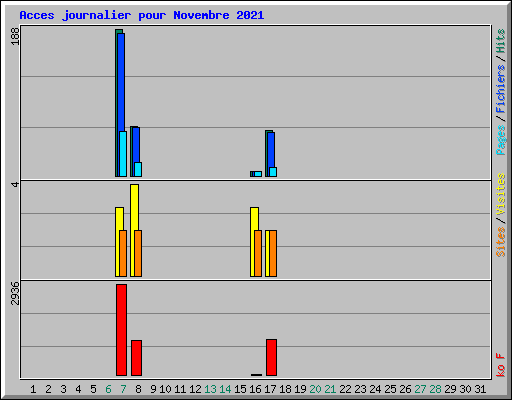 Acces journalier pour Novembre 2021
188
4
2936
Pages/Fichiers/Hits
Sites/Visites
ko F
1 2 3 4 5 6 7 8 9 10 11 12 13 14 15 16 17 18 19 20 21 22 23 24 25 26 27 28 29 30 31